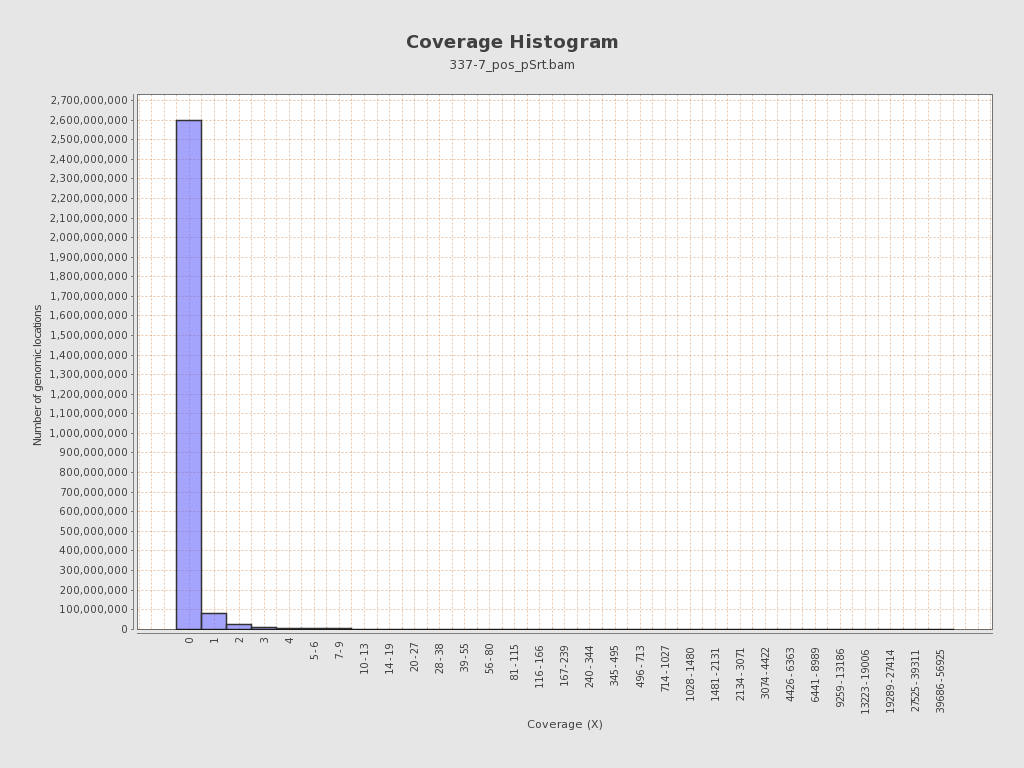 Coverage Histogram
337-7_pos_pSrt.bam
2,700,000,000
2,600,000,000
2,500,000,000
2,400,000,000
2,300,000,000
2,200,000,000
2,100,000,000
2,000,000,000
1,900,000,000
1,800,000,000
1,700,000,000
1,600,000,000
1,500,000,000
1,400,000,000
1,300,000,000
1,200,000,000
1,100,000,000
1,000,000,000
900,000,000
800,000,000
700,000,000
600,000,000
500,000,000
400,000,000
300,000,000
200,000,000
100,000,000
0
Number of genomic locations
0
1
2
3
4
5 - 6
7 - 9
10 - 13
14 - 19
20 - 27
28 - 38
39 - 55
56 - 80
81 - 115
116 - 166
167 - 239
240 - 344
345 - 495
496 - 713
714 - 1027
1028 - 1480
1481 - 2131
2134 - 3071
3074 - 4422
4426 - 6363
6441 - 8989
9259 - 13186
13223 - 19006
19289 - 27414
27525 - 39311
39686 - 56925
Coverage (X)